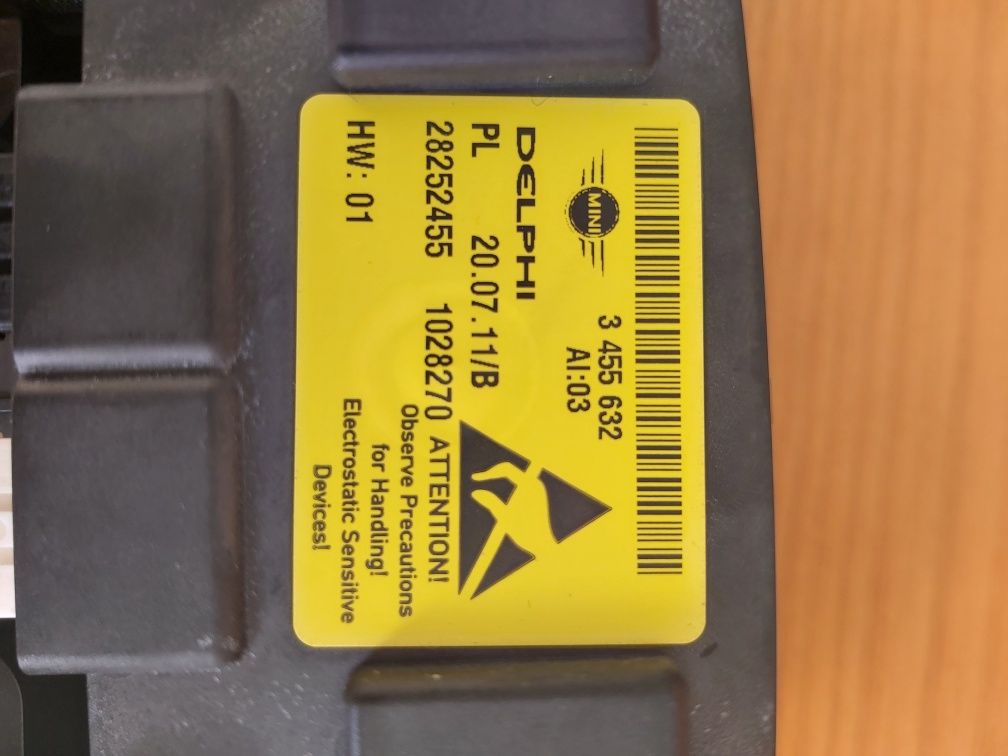 MINI
3 455 632
AI:03
DELPHI
PL 20.07.11/B
28252455 1028270
HW: 01
ATTENTION!
Observe Precautions
for Handling!
Electrostatic Sensitive
Devices!